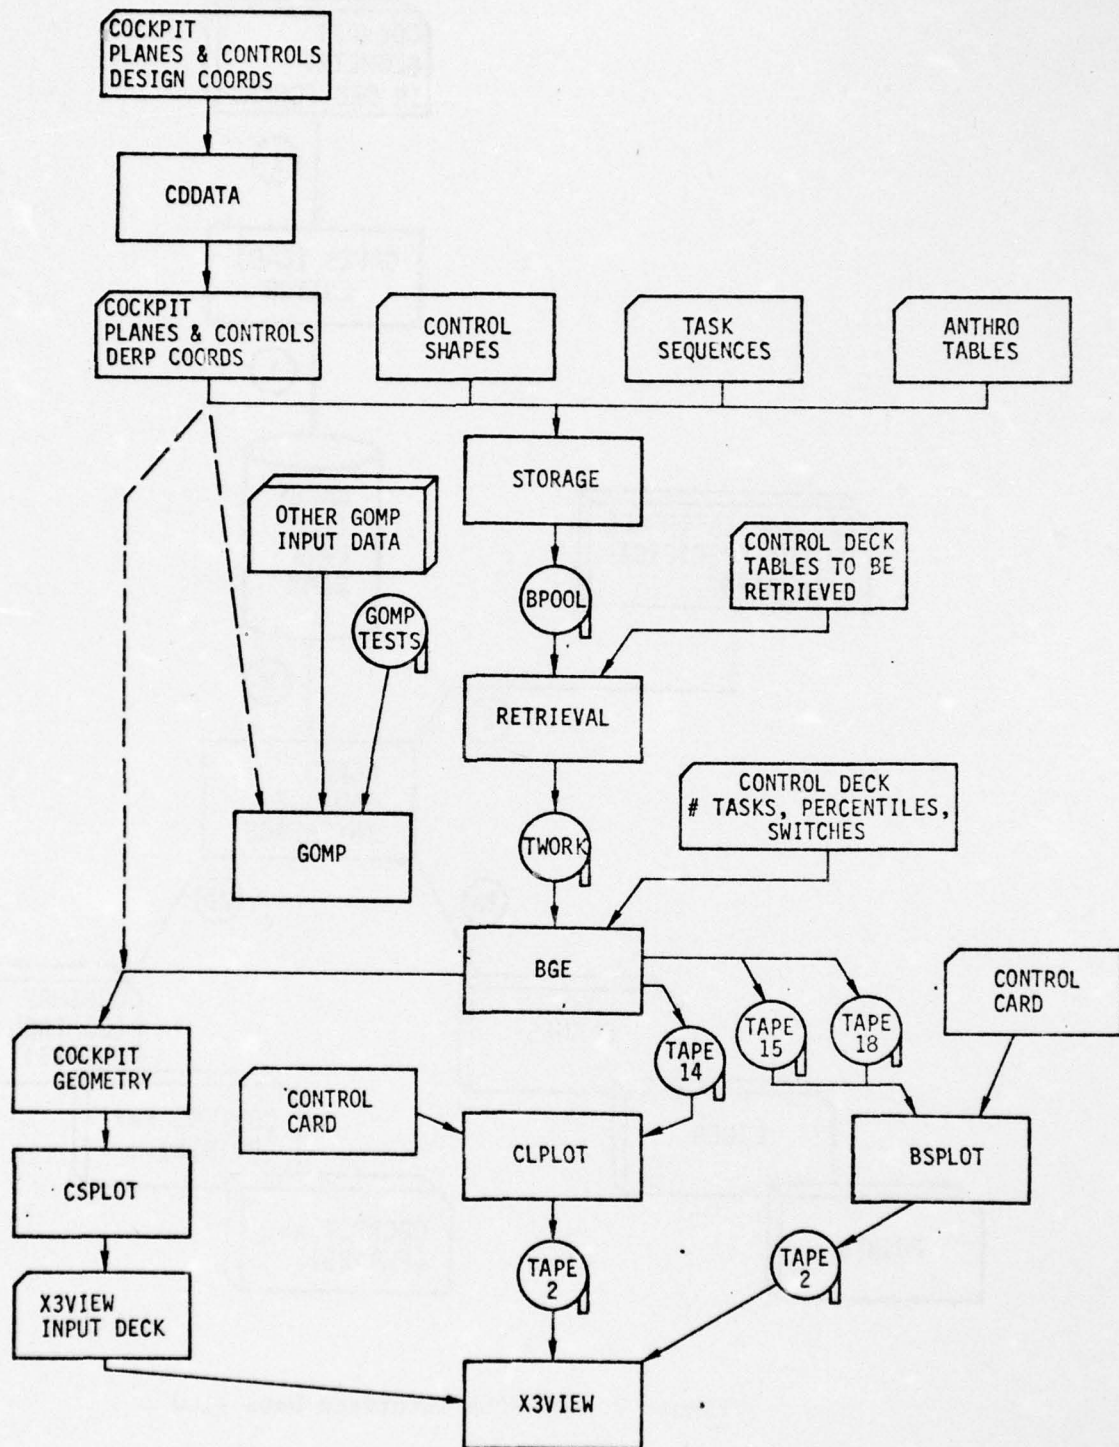 COCKPIT
PLANES & CONTROLS
DESIGN COORDS
CDDATA
COCKPIT
PLANES & CONTROLS
DERP COORDS
CONTROL
SHAPES
TASK
SEQUENCES
ANTHRO
TABLES
STORAGE
OTHER GOMP
INPUT DATA
CONTROL DECK
TABLES TO BE
RETRIEVED
BPOOL
GOMP
TESTS
RETRIEVAL
CONTROL DECK
# TASKS, PERCENTILES,
SWITCHES
TWORK
GOMP
BGE
CONTROL
CARD
TAPE
15
TAPE
18
TAPE
14
COCKPIT
GEOMETRY
CONTROL
CARD
CLPLOT
BSPLOT
CSPLOT
TAPE
2
TAPE
2
X3VIEW
INPUT DECK
X3VIEW